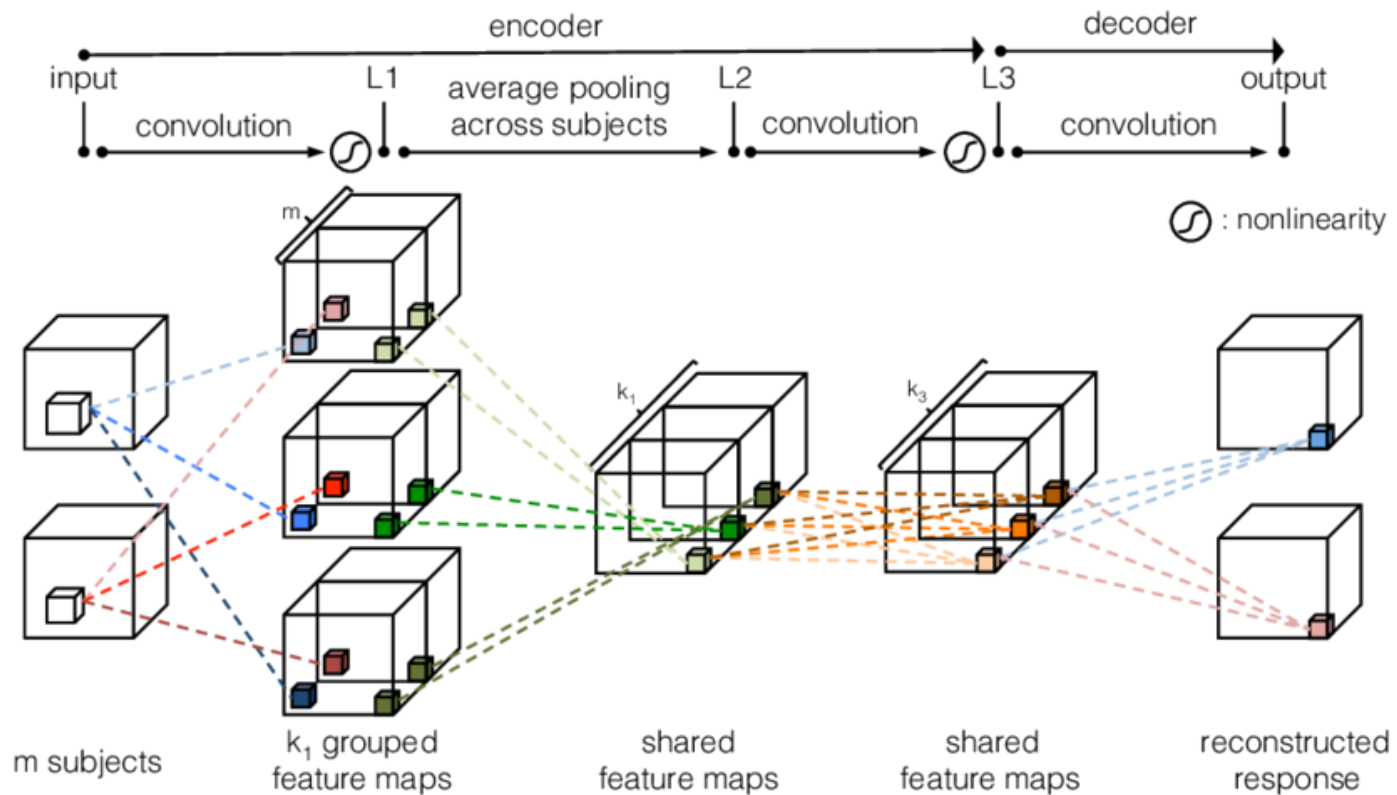 encoder
decoder
input
L1
average pooling
across subjects
L2
L3
output
convolution
convolution
convolution
: nonlinearity
m
k1
k3
m subjects
k1 grouped
feature maps
shared
feature maps
shared
feature maps
reconstructed
response